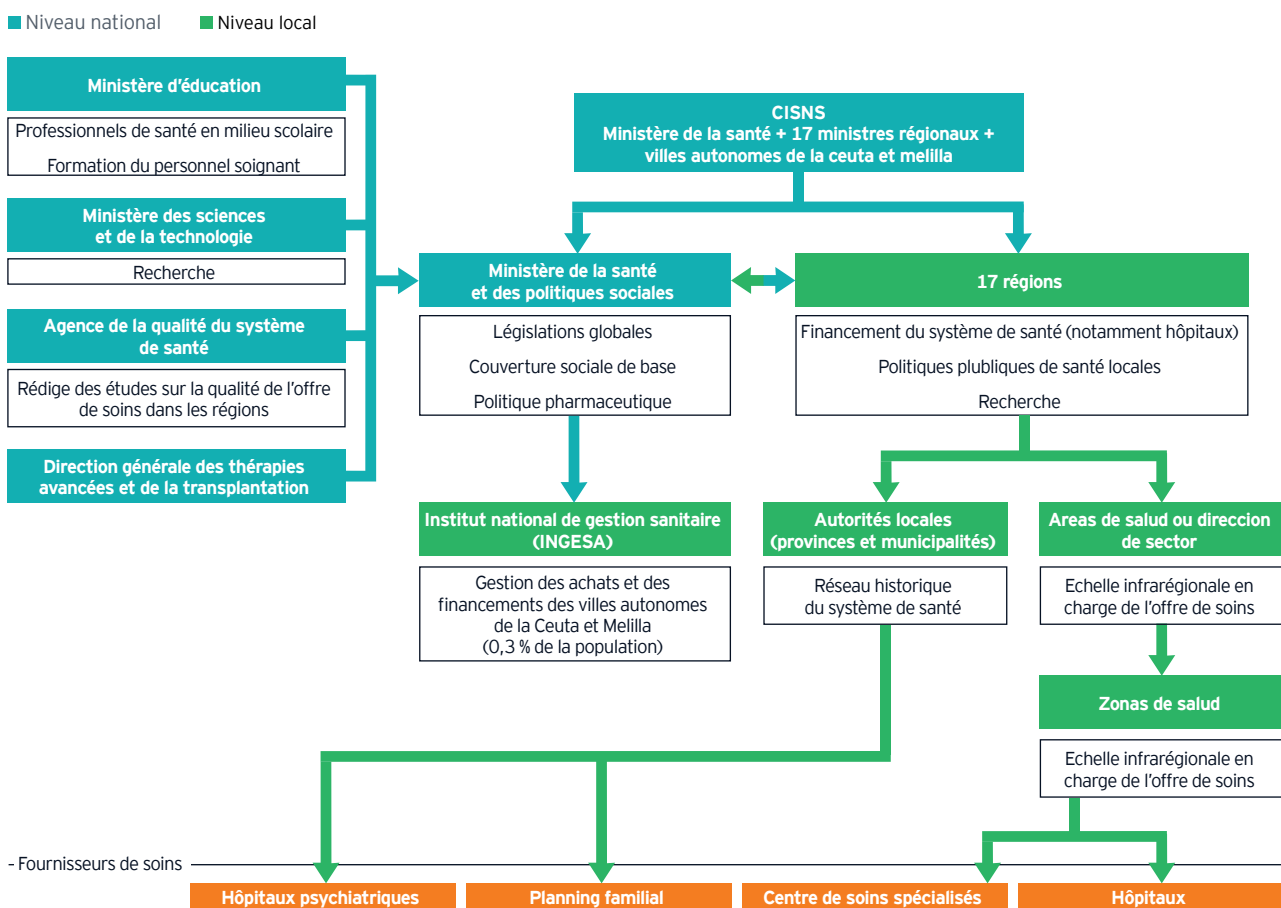 Niveau national
Niveau local
Ministère d'éducation
Professionnels de santé en milieu scolaire
Formation du personnel soignant
Ministère des sciences
et de la technologie
Recherche
Agence de la qualité du système
de santé
Rédige des études sur la qualité de l'offre
de soins dans les régions
Direction générale des thérapies
avancées et de la transplantation
CISNS
Ministère de la santé + 17 ministres régionaux +
villes autonomes de la ceuta et melilla
Ministère de la santé
et des politiques sociales
Législations globales
Couverture sociale de base
Politique pharmaceutique
17 régions
Financement du système de santé (notamment hôpitaux)
Politiques plubliques de santé locales
Recherche
Institut national de gestion sanitaire
(INGESA)
Gestion des achats et des
financements des villes autonomes
de la Ceuta et Melilla
(0,3 % de la population)
Autorités locales
(provinces et municipalités)
Réseau historique
du système de santé
Areas de salud ou direccion
de sector
Echelle infrarégionale en
charge de l'offre de soins
Zonas de salud
Echelle infrarégionale en
charge de l'offre de soins
- Fournisseurs de soins
Hôpitaux psychiatriques
Planning familial
Centre de soins spécialisés
Hôpitaux